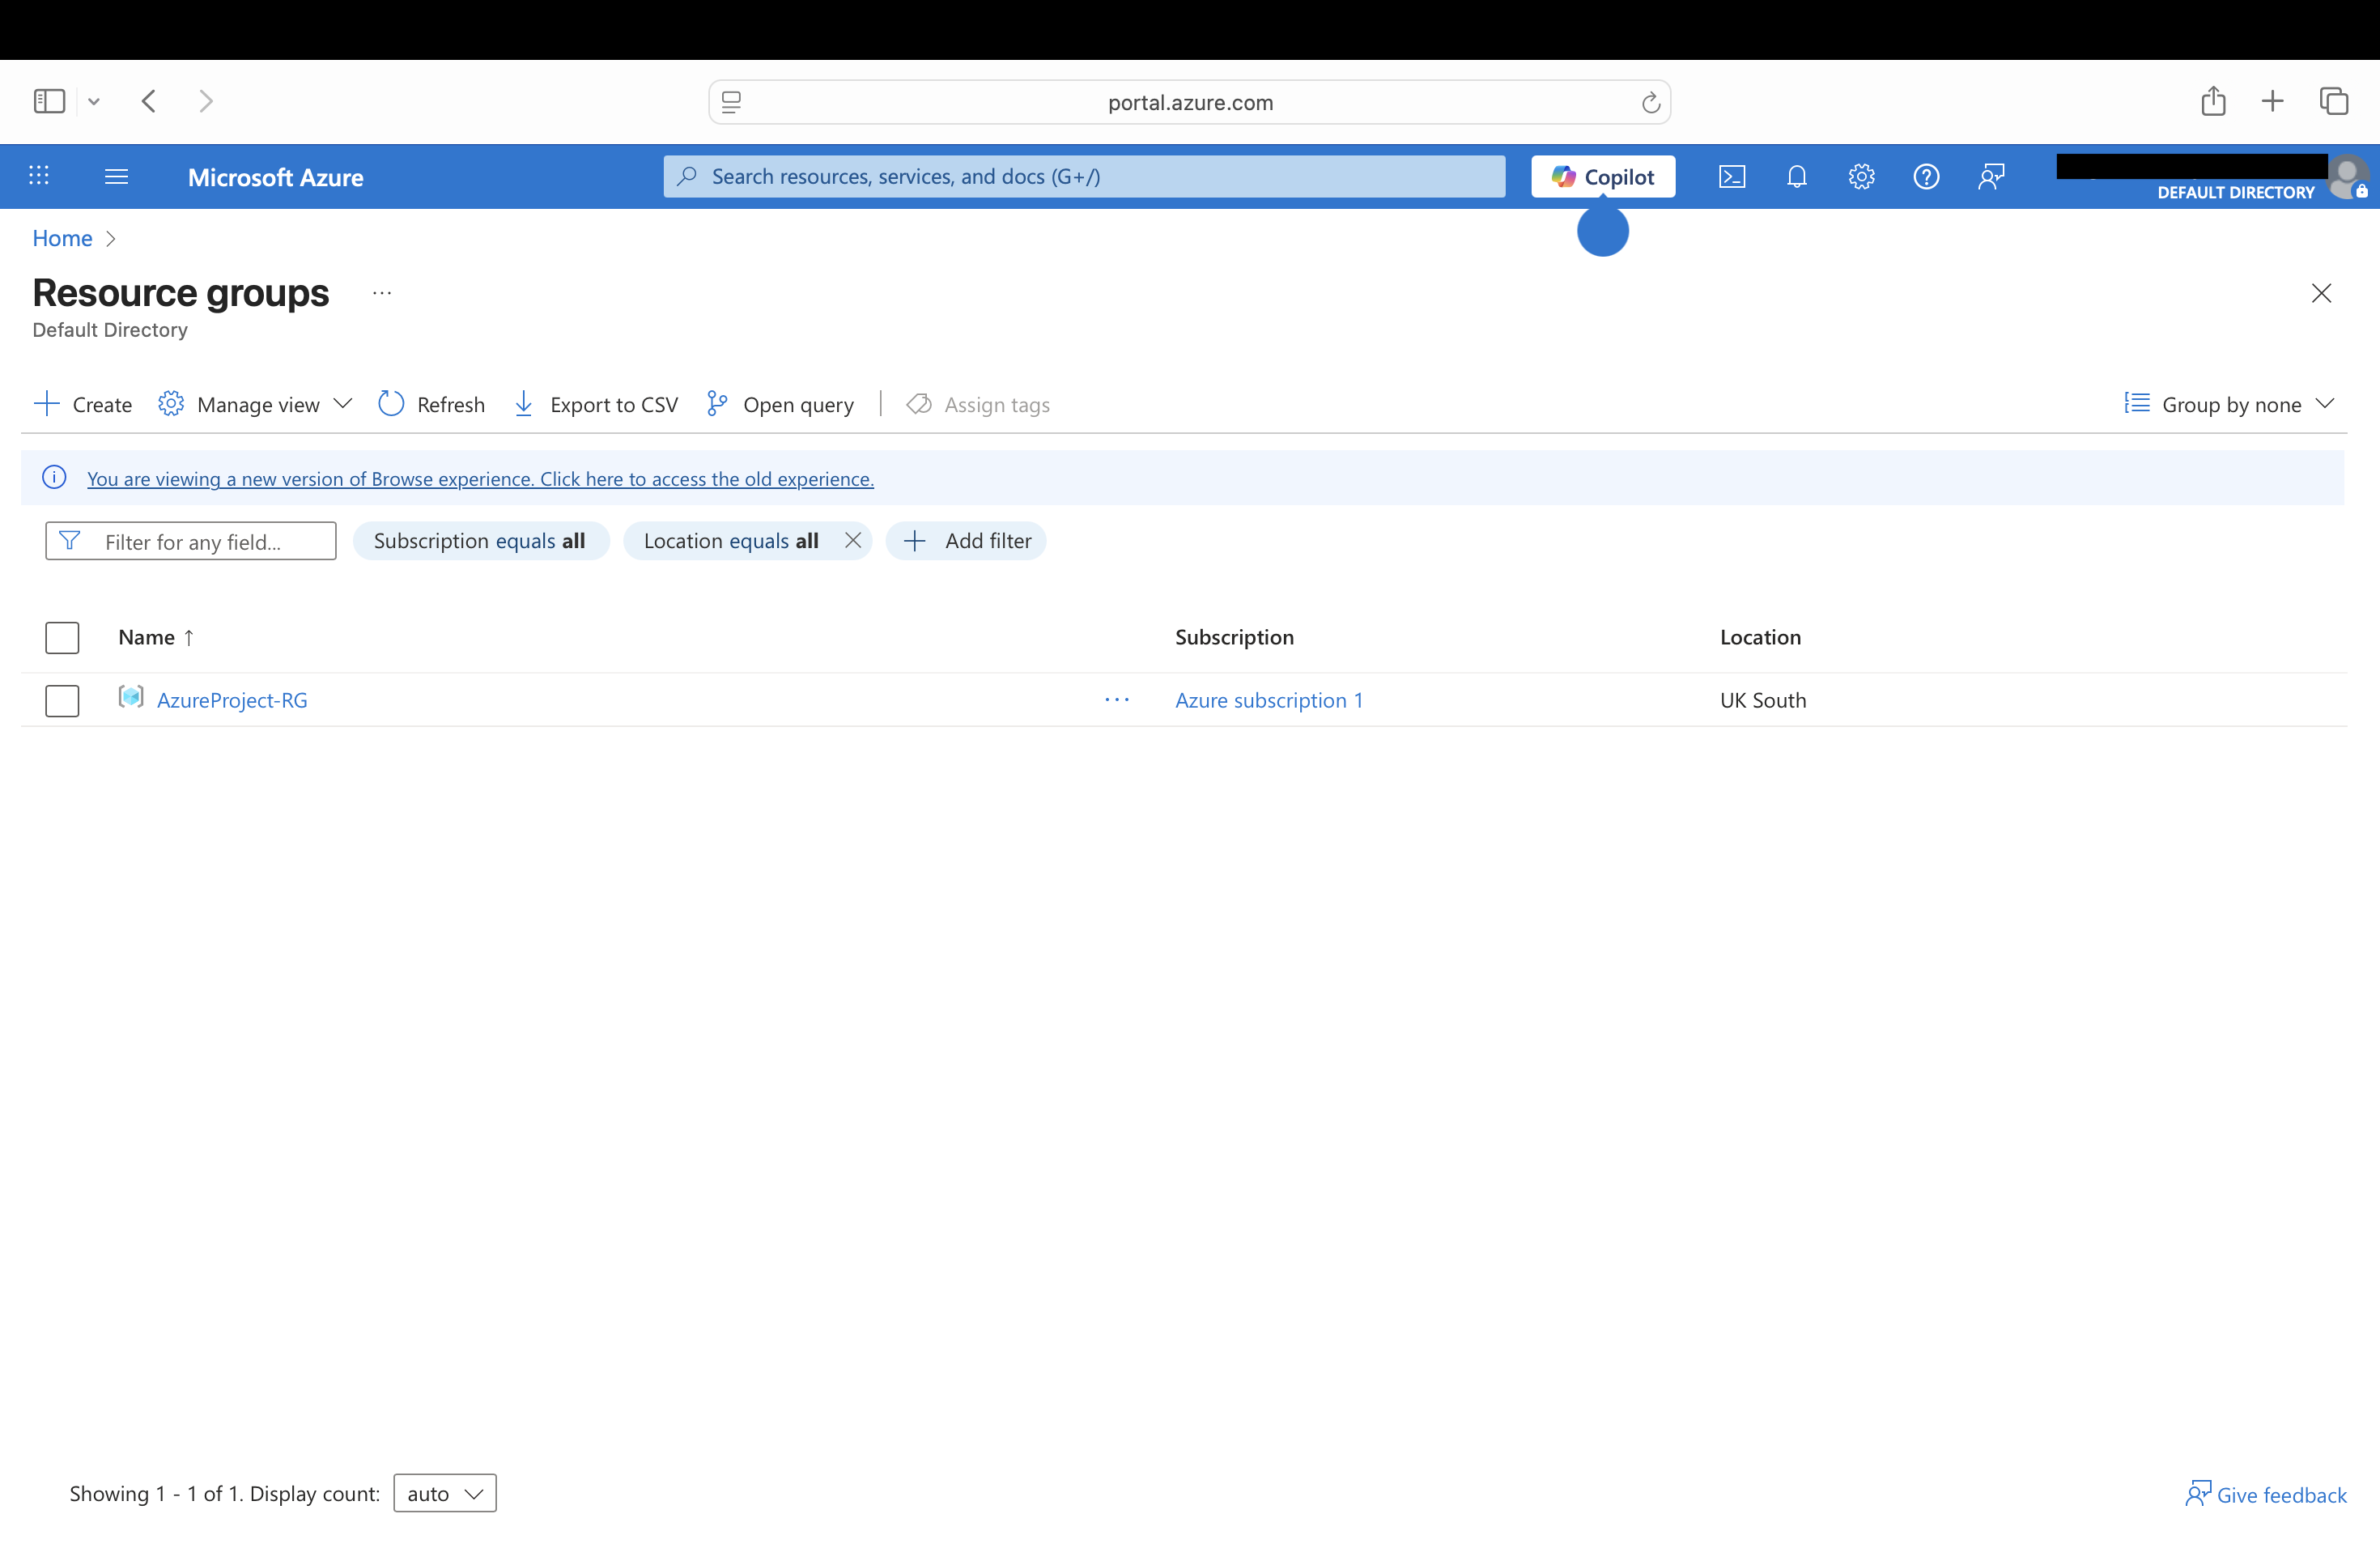 portal.azure.com
Microsoft Azure
Search resources, services, and docs (G+/)
Copilot
DEFAULT DIRECTORY
Home
Resource groups
...
Default Directory
Create
Manage view
Refresh
Export to CSV
Open query
Assign tags
Group by none
You are viewing a new version of Browse experience. Click here to access the old experience.
Filter for any field...
Subscription equals all
Location equals all
Add filter
Name ↑
Subscription
Location
AzureProject-RG
...
Azure subscription 1
UK South
Showing 1 - 1 of 1. Display count:
auto
Give feedback